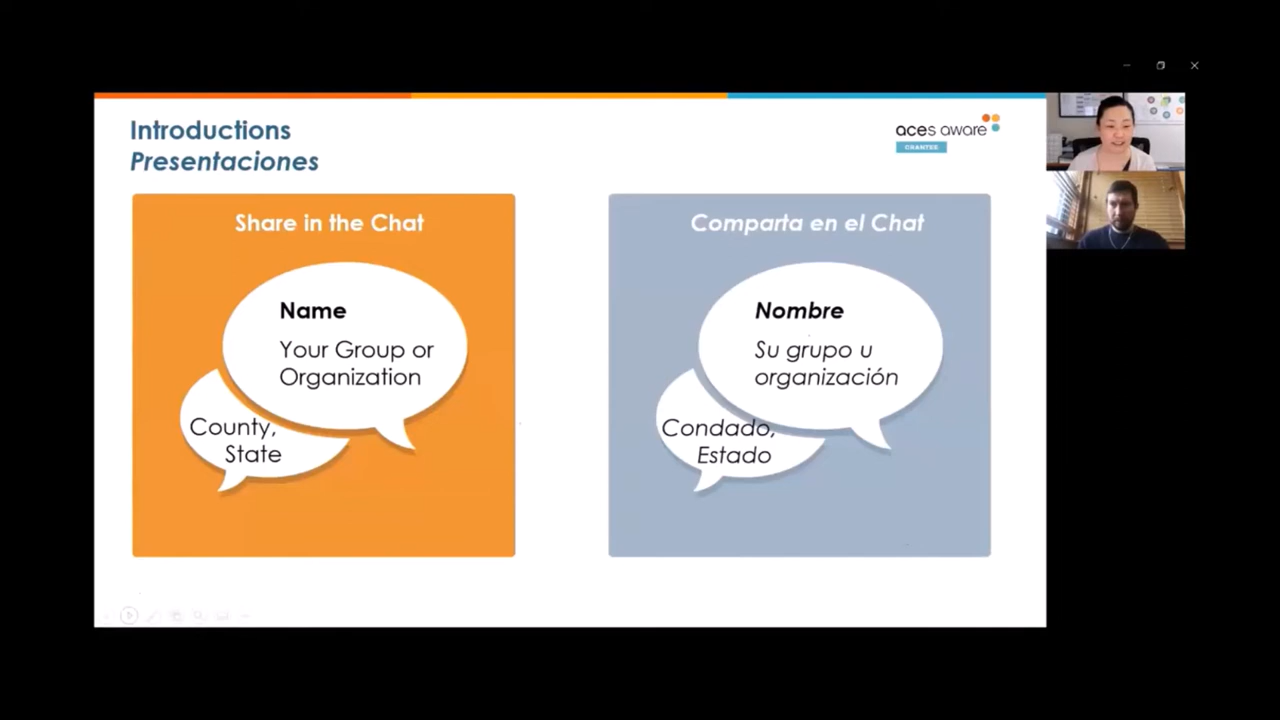 Introductions
Presentaciones
aces aware
GRANTEE
Share in the Chat
Name
Your Group or
Organization
County,
State
Comparta en el Chat
Nombre
Su grupo u
organización
Condado,
Estado